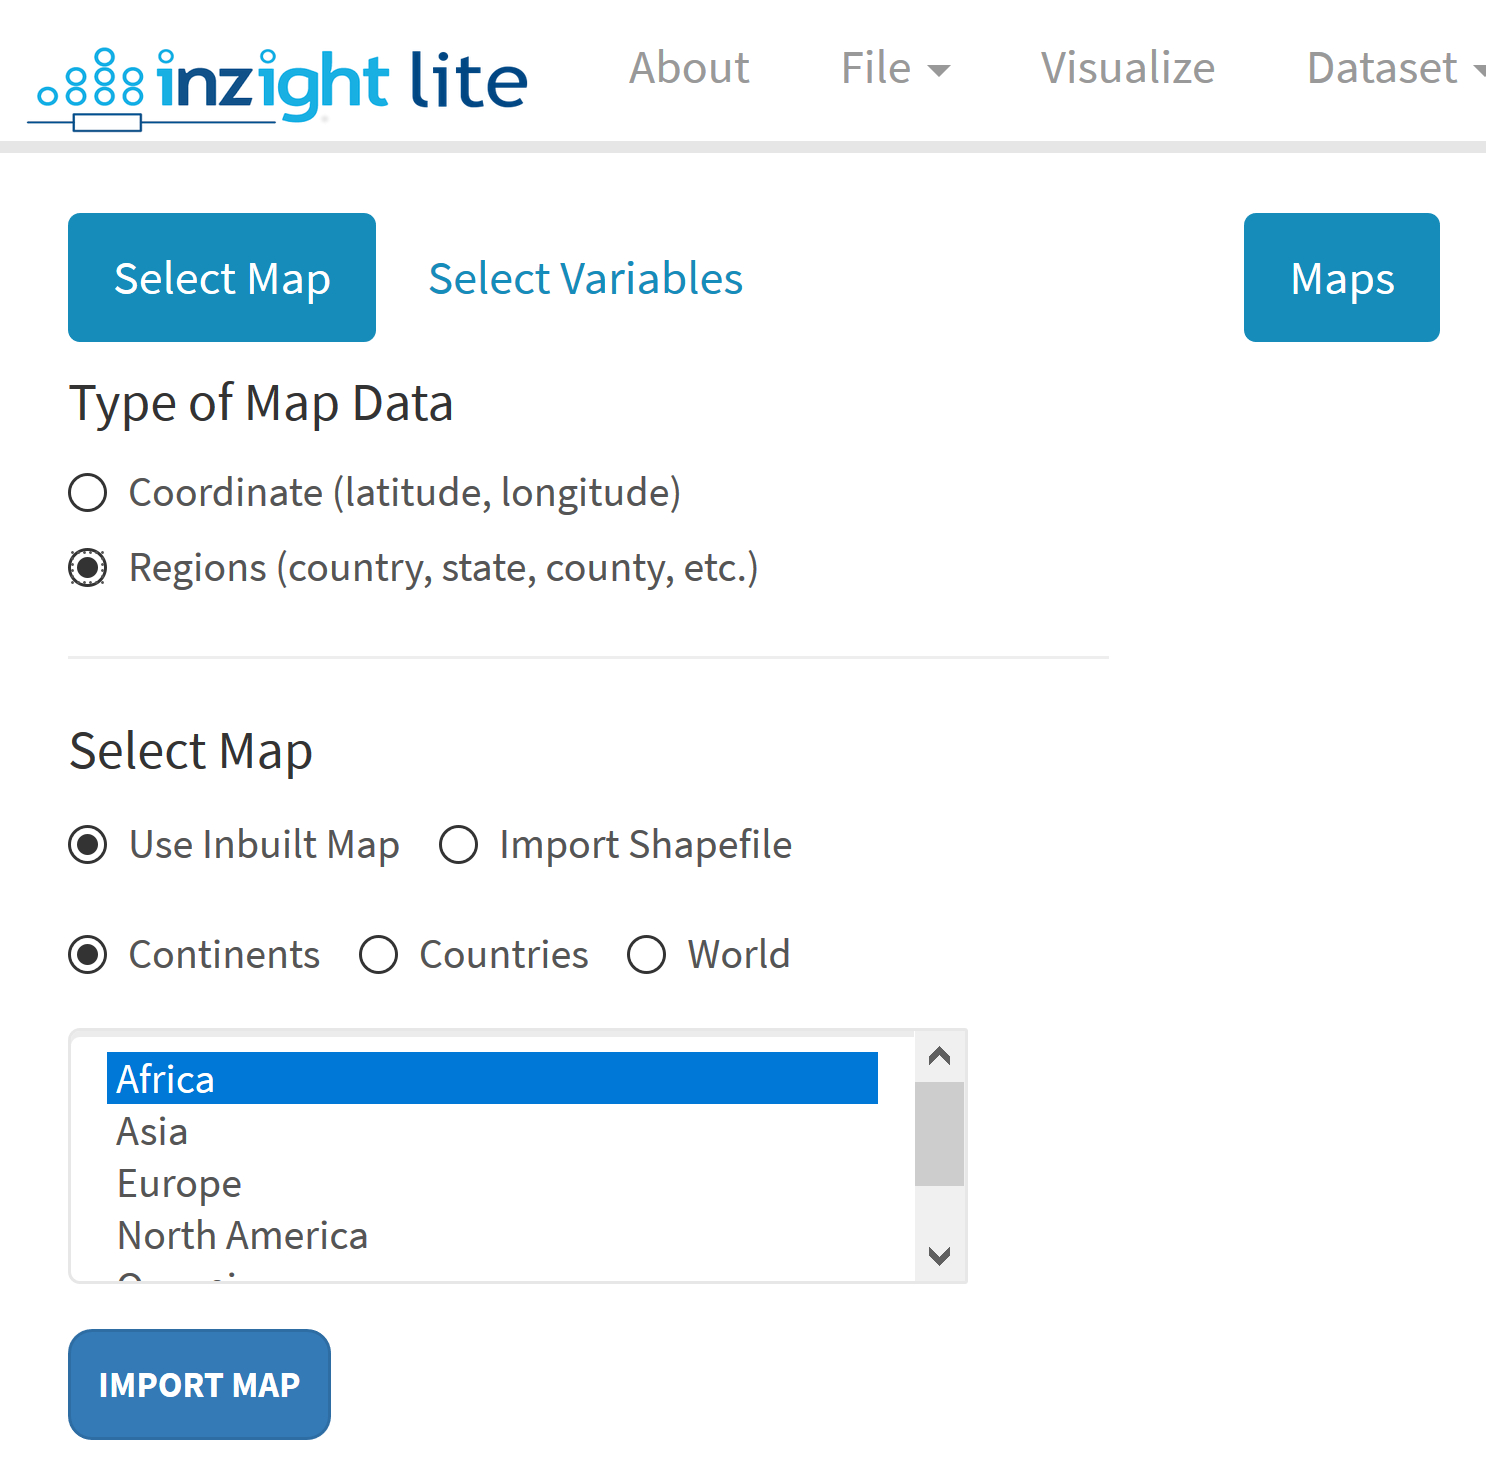 inzight lite
About File Visualize Dataset
Select Map Select Variables Maps
Type of Map Data
Coordinate (latitude, longitude)
Regions (country, state, county, etc.)
Select Map
Use Inbuilt Map Import Shapefile
Continents Countries World
Africa
Asia
Europe
North America
IMPORT MAP